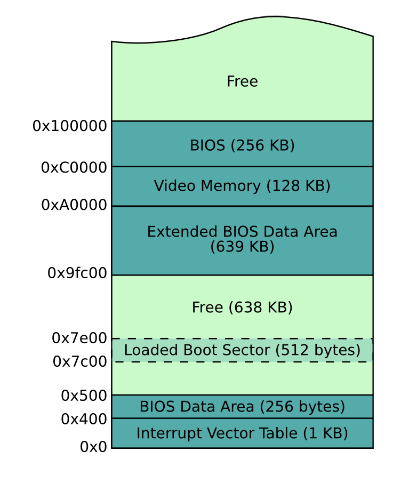 Free
0x100000
BIOS (256 KB)
0xC0000
Video Memory (128 KB)
0xA0000
Extended BIOS Data Area
(639 KB)
0x9fc00
Free (638 KB)
0x7e00
Loaded Boot Sector (512 bytes)
0x7c00
0x500
BIOS Data Area (256 bytes)
0x400
Interrupt Vector Table (1 KB)
0x0